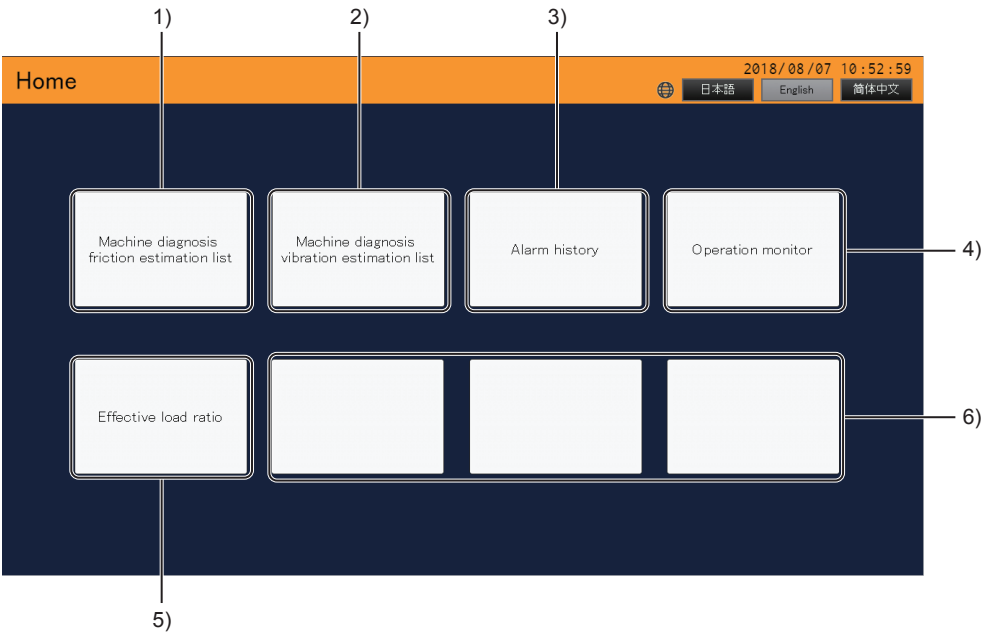 1)
2)
3)
Home
2018/08/07 10:52:59
日本語
English
简体中文
Machine diagnosis
friction estimation list
Machine diagnosis
vibration estimation list
Alarm history
Operation monitor
4)
Effective load ratio
6)
5)